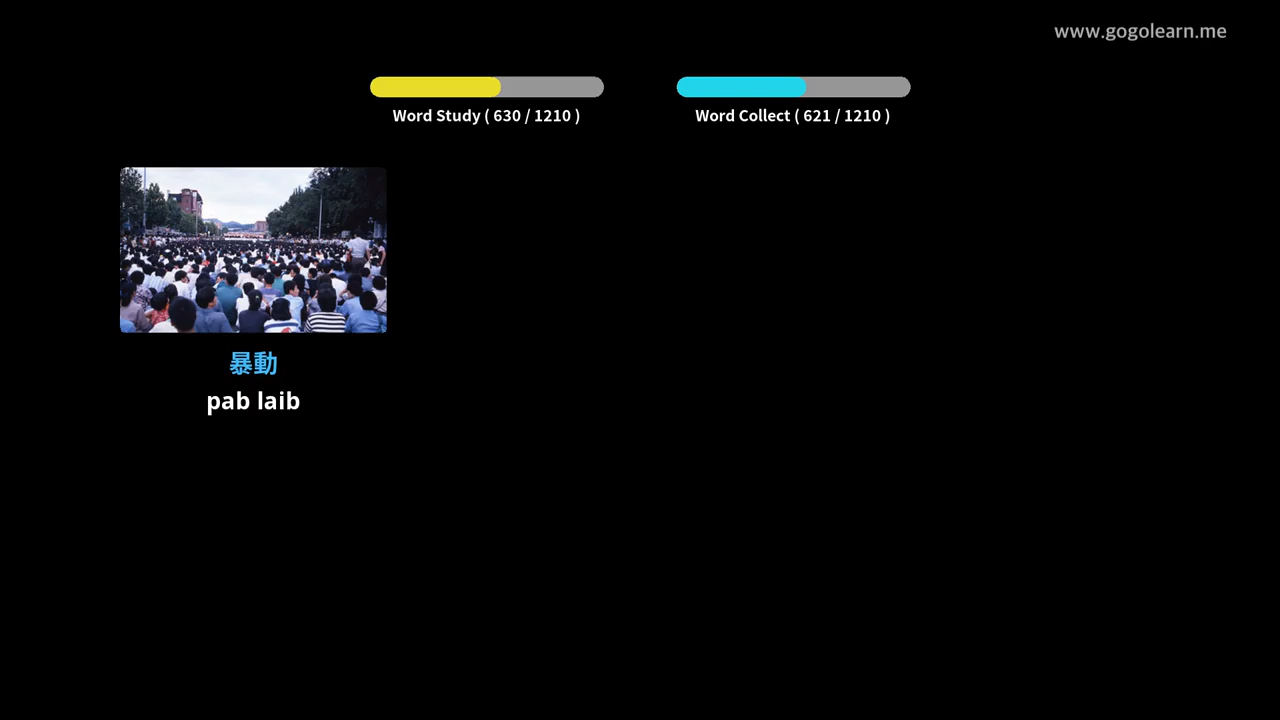 www.gogolearn.me
Word Study ( 630 / 1210 )
Word Collect ( 621 / 1210 )
暴動
pab laib